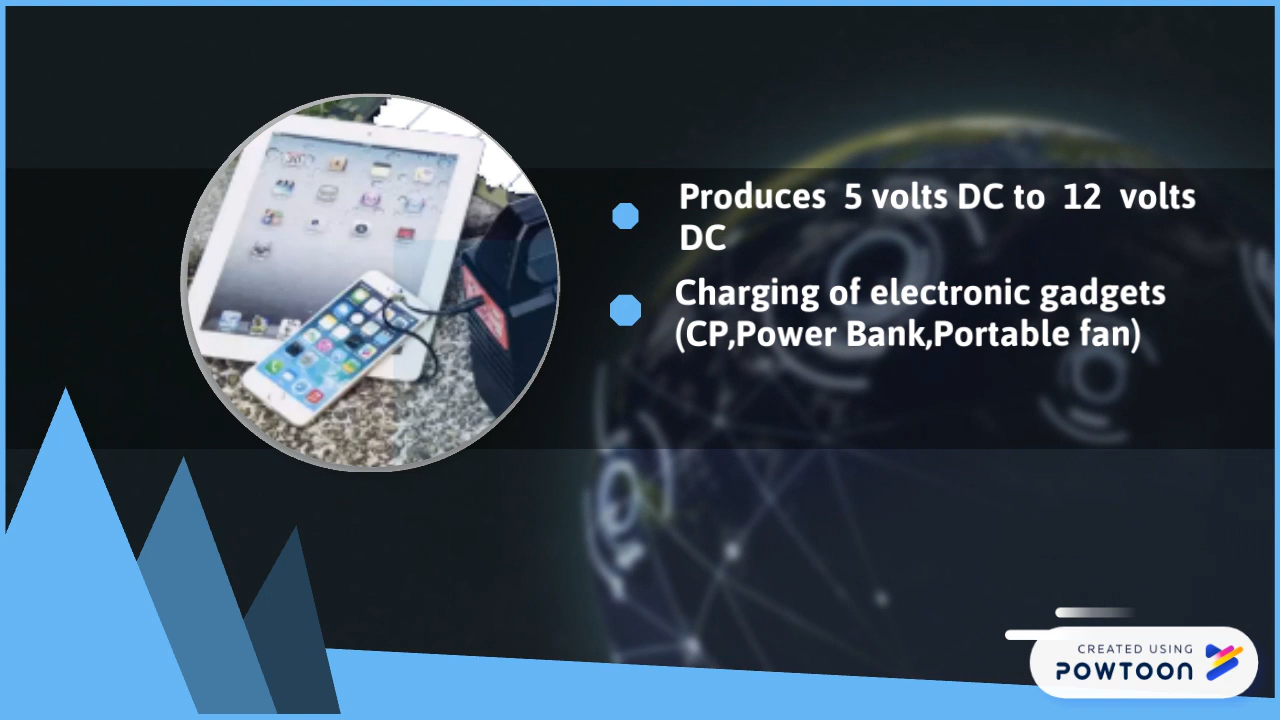 Produces  5 volts DC to  12  volts
DC
Charging of electronic gadgets
(CP,Power Bank,Portable fan)
CREATED USING
POWTOON